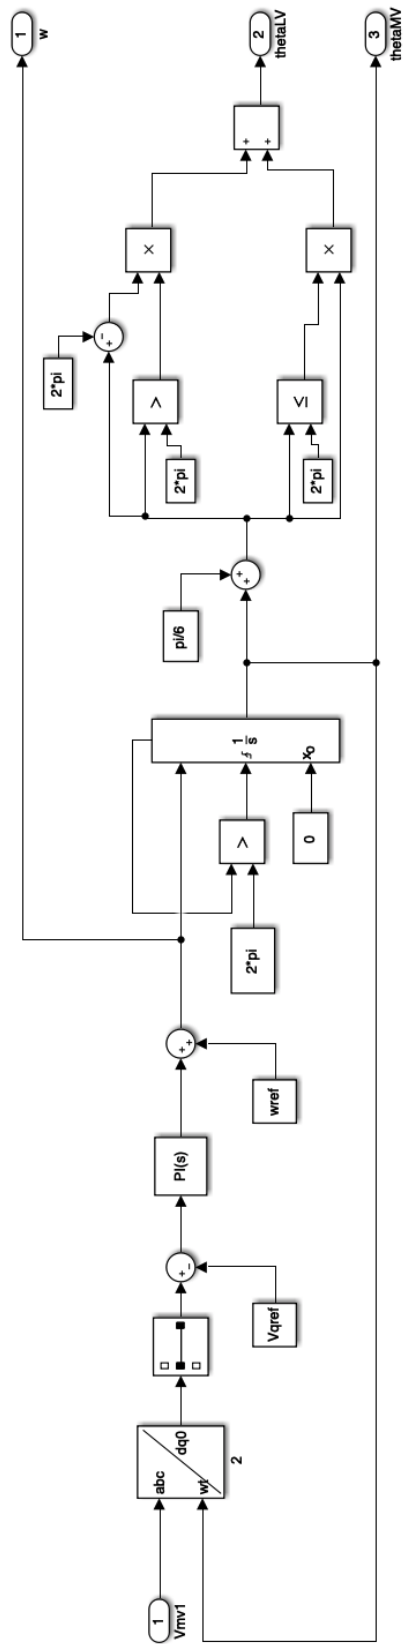 1
Vmv1
abc
dq0
wt
2
+
-
Vqref
PI(s)
+
+
wref
2*pi
>
0
1
s
x₀
pi/6
+
+
2*pi
>
2*pi
≤
2*pi
+
-
×
×
+
+
1
w
2
thetaLV
3
thetaMV